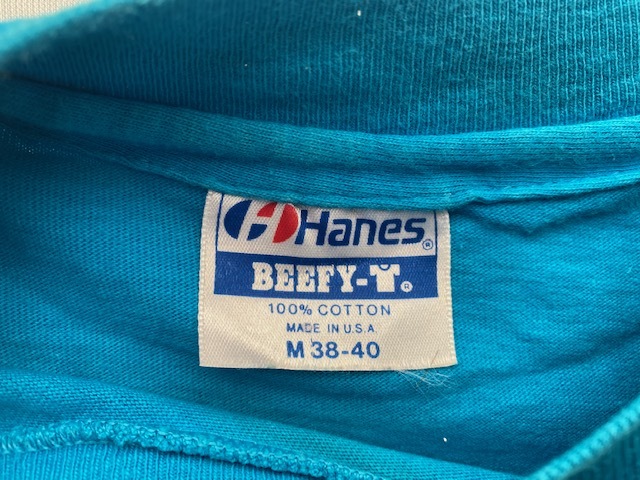 Hanes®
BEEFY-T®
100% COTTON
MADE IN U.S.A
M 38-40